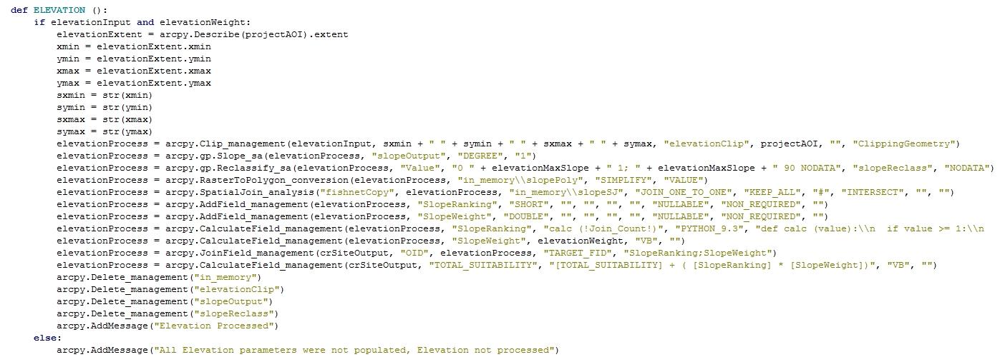 def ELEVATION ():
    if elevationInput and elevationWeight:
        elevationExtent = arcpy.Describe(projectAOI).extent
        xmin = elevationExtent.xmin
        ymin = elevationExtent.ymin
        xmax = elevationExtent.xmax
        ymax = elevationExtent.ymax
        sxmin = str(xmin)
        symin = str(ymin)
        sxmax = str(xmax)
        symax = str(ymax)
        elevationProcess = arcpy.Clip_management(elevationInput, sxmin + " " + symin + " " + sxmax + " " + symax, "elevationClip", projectAOI, "", "ClippingGeometry")
        elevationProcess = arcpy.gp.Slope_sa(elevationProcess, "slopeOutput", "DEGREE", "1")
        elevationProcess = arcpy.gp.Reclassify_sa(elevationProcess, "Value", "0 " + elevationMaxSlope + " 1; " + elevationMaxSlope + " 90 NODATA", "slopeReclass", "NODATA")
        elevationProcess = arcpy.RasterToPolygon_conversion(elevationProcess, "in_memory\\slopePoly", "SIMPLIFY", "VALUE")
        elevationProcess = arcpy.SpatialJoin_analysis("fishnetCopy", elevationProcess, "in_memory\\slopeSJ", "JOIN_ONE_TO_ONE", "KEEP_ALL", "#", "INTERSECT", "", "")
        elevationProcess = arcpy.AddField_management(elevationProcess, "SlopeRanking", "SHORT", "", "", "", "", "NULLABLE", "NON_REQUIRED", "")
        elevationProcess = arcpy.AddField_management(elevationProcess, "SlopeWeight", "DOUBLE", "", "", "", "", "NULLABLE", "NON_REQUIRED", "")
        elevationProcess = arcpy.CalculateField_management(elevationProcess, "SlopeRanking", "calc (!Join_Count!)", "PYTHON_9.3", "def calc (value):\\n  if value >= 1:\\n
        elevationProcess = arcpy.CalculateField_management(elevationProcess, "SlopeWeight", elevationWeight, "VB", "")
        elevationProcess = arcpy.JoinField_management(crSiteOutput, "OID", elevationProcess, "TARGET_FID", "SlopeRanking;SlopeWeight")
        elevationProcess = arcpy.CalculateField_management(crSiteOutput, "TOTAL_SUITABILITY", "[TOTAL_SUITABILITY] + ( [SlopeRanking] * [SlopeWeight])", "VB", "")
        arcpy.Delete_management("in_memory")
        arcpy.Delete_management("elevationClip")
        arcpy.Delete_management("slopeOutput")
        arcpy.Delete_management("slopeReclass")
        arcpy.AddMessage("Elevation Processed")
    else:
        arcpy.AddMessage("All Elevation parameters were not populated, Elevation not processed")